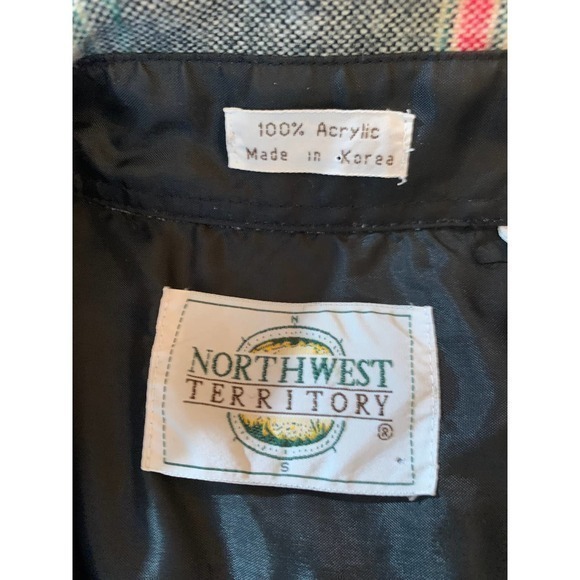 100% Acrylic
Made in Korea
N
NORTHWEST
TERRITORY
®
S